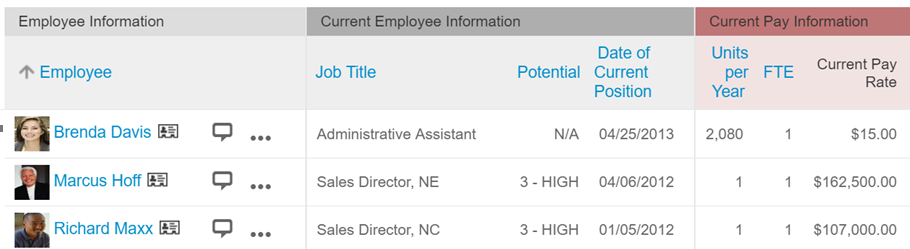 Employee Information Current Employee Information Current Pay Information
Employee Job Title Potential Date of Current Position Units per Year FTE Current Pay Rate
Brenda Davis Administrative Assistant N/A 04/25/2013 2,080 1 $15.00
Marcus Hoff Sales Director, NE 3 - HIGH 04/06/2012 1 1 $162,500.00
Richard Maxx Sales Director, NC 3 - HIGH 01/05/2012 1 1 $107,000.00